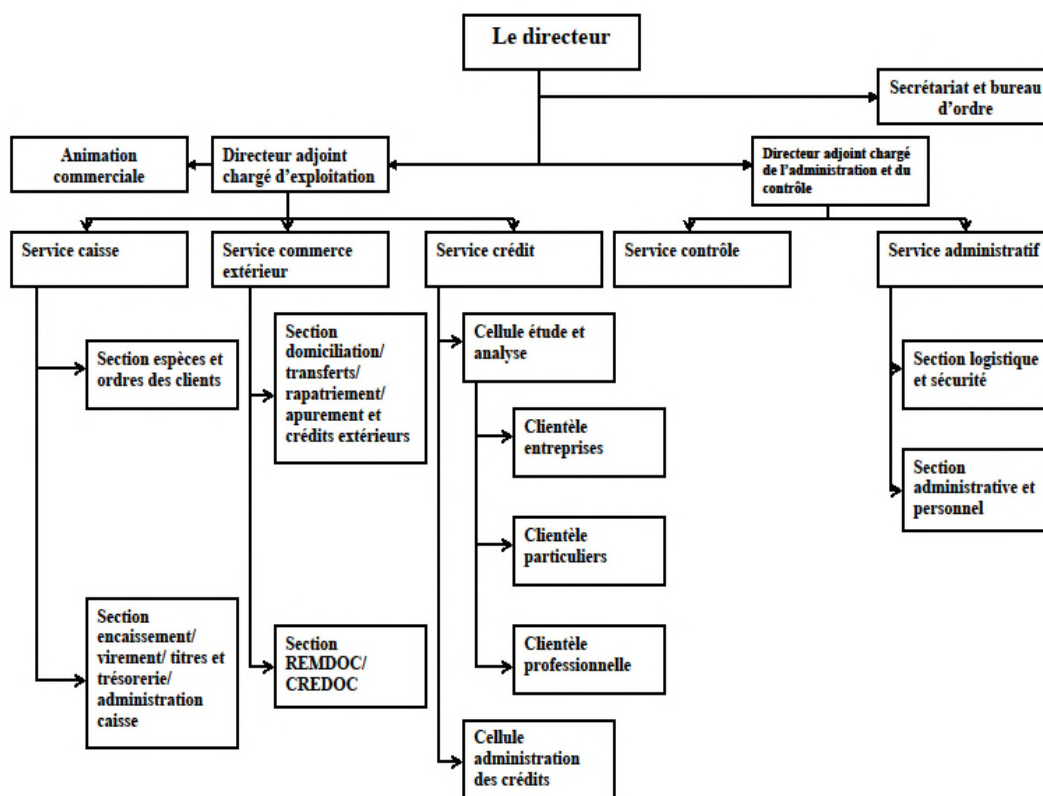 Le directeur
Secrétariat et bureau
d'ordre
Animation
commerciale
Directeur adjoint
chargé d'exploitation
Directeur adjoint chargé
de l'administration et du
contrôle
Service caisse
Service commerce
extérieur
Service crédit
Service contrôle
Service administratif
Section espèces et
ordres des clients
Section
domiciliation/
transferts/
rapatriement/
apurement et
crédits extérieurs
Cellule étude et
analyse
Section logistique
et sécurité
Clientèle
entreprises
Section
administrative et
personnel
Clientèle
particuliers
Section
encaissement/
virement/ titres et
trésorerie/
administration
caisse
Section
REMDOC/
CREDOC
Clientèle
professionnelle
Cellule
administration
des crédits